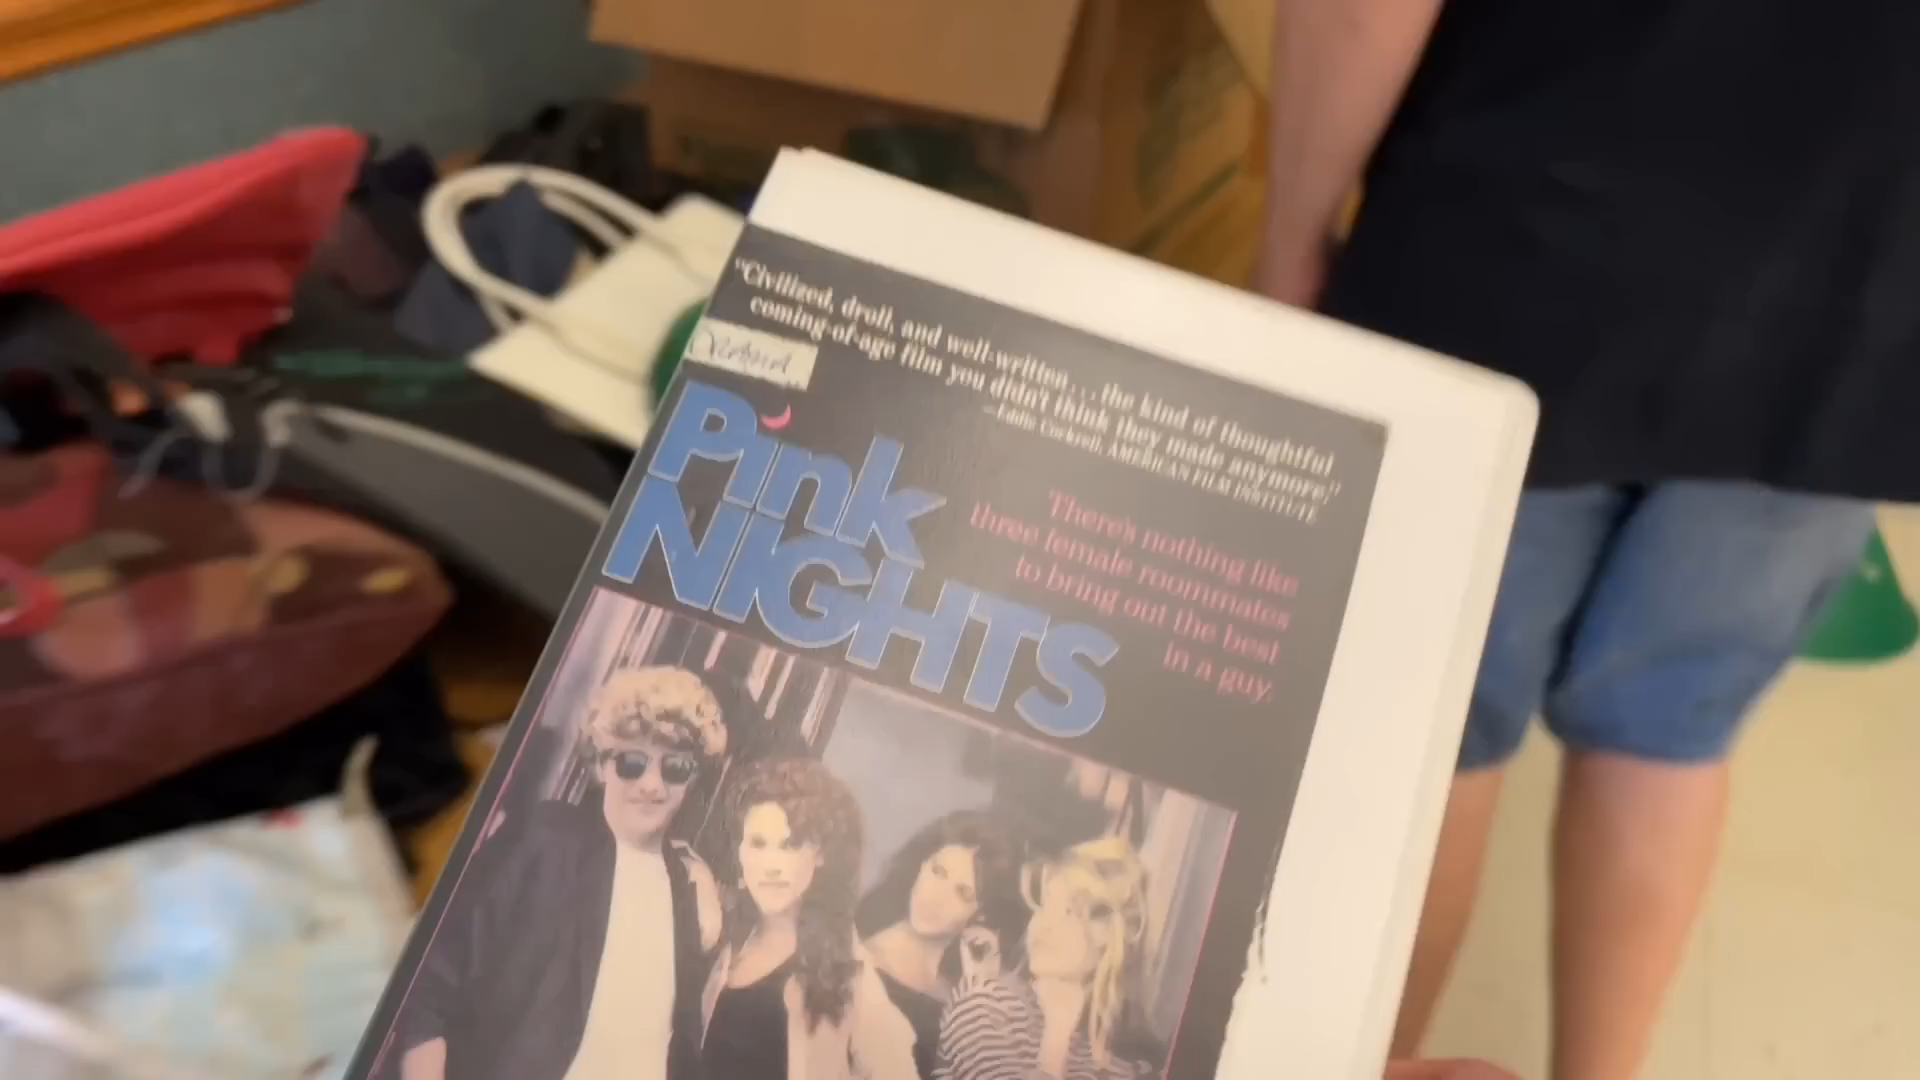 "Civilized, droll, and well-written... the kind of thoughtful
coming-of-age film you didn't think they made anymore."
—Eddie Cockrell, AMERICAN FILM INSTITUTE
DRAMA
Pink
NIGHTS
There's nothing like
three female roommates
to bring out the best
in a guy.